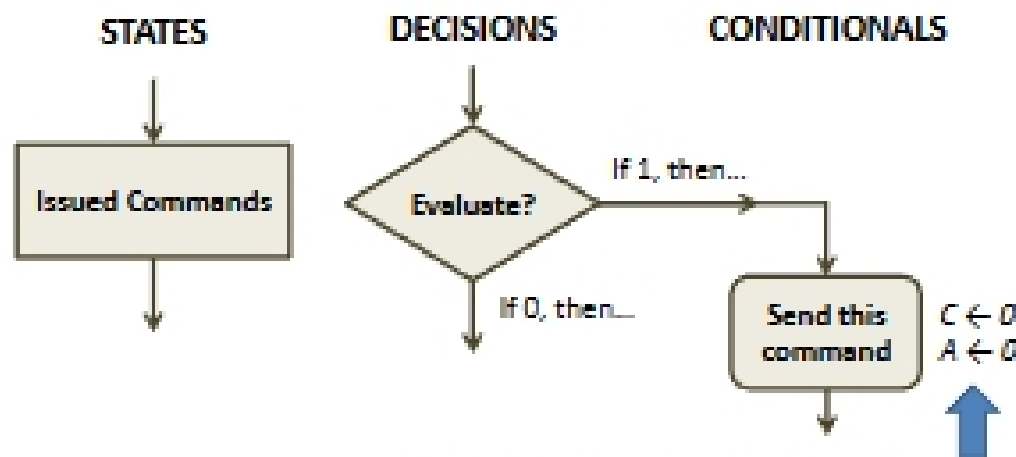 STATES
DECISIONS
CONDITIONALS
Issued Commands
Evaluate?
If 1, then...
If 0, then...
Send this
command
C ← 0
A ← 0